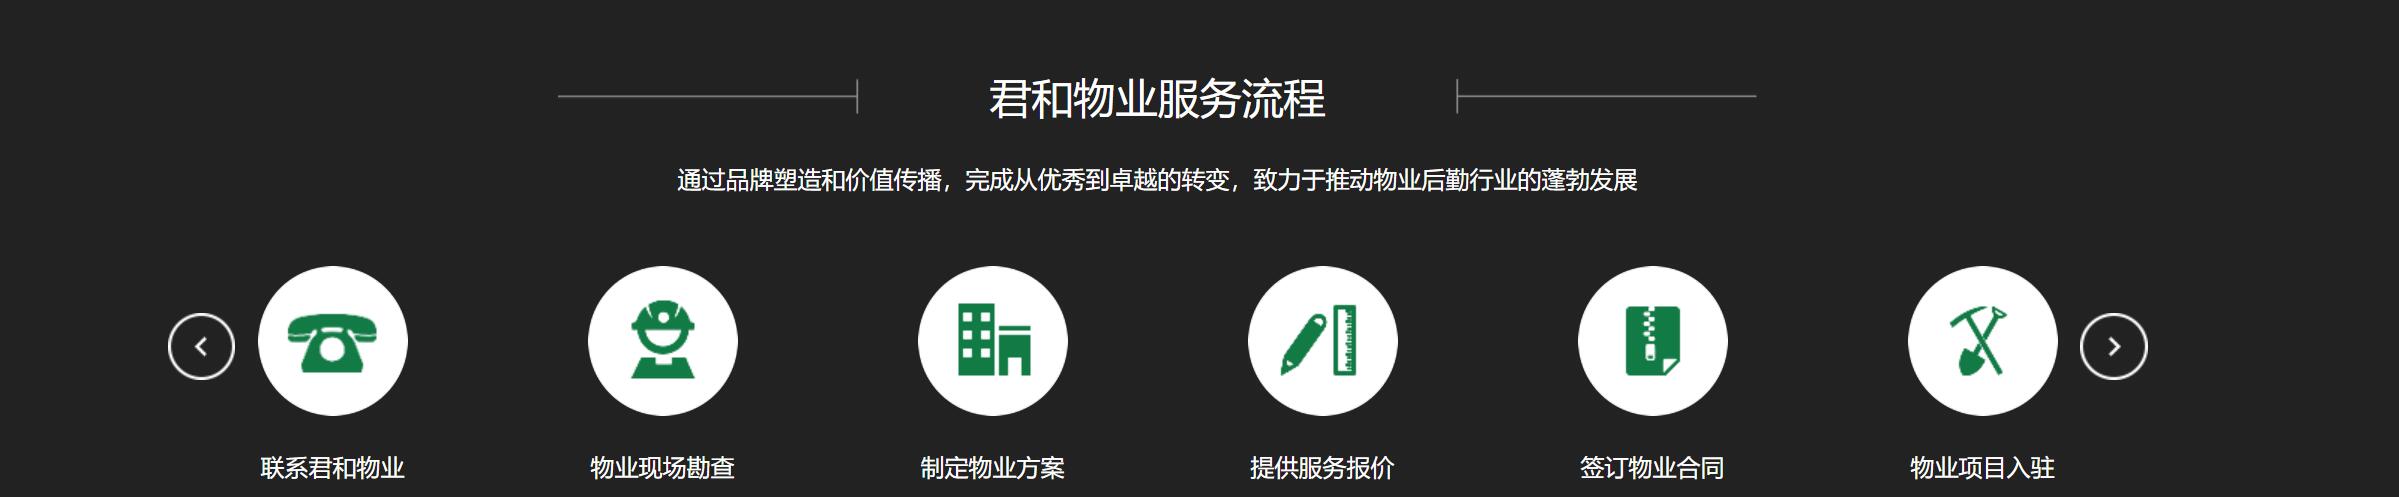 君和物业服务流程
通过品牌塑造和价值传播，完成从优秀到卓越的转变，致力于推动物业后勤行业的蓬勃发展
联系君和物业
物业现场勘查
制定物业方案
提供服务报价
签订物业合同
物业项目入驻